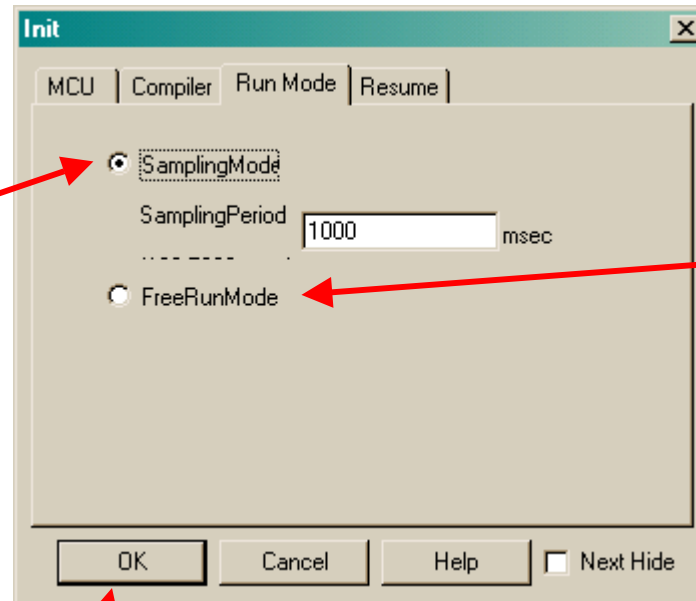 Init
MCU Compiler Run Mode Resume
SamplingMode
SamplingPeriod
1000 msec
FreeRunMode
OK Cancel Help Next Hide